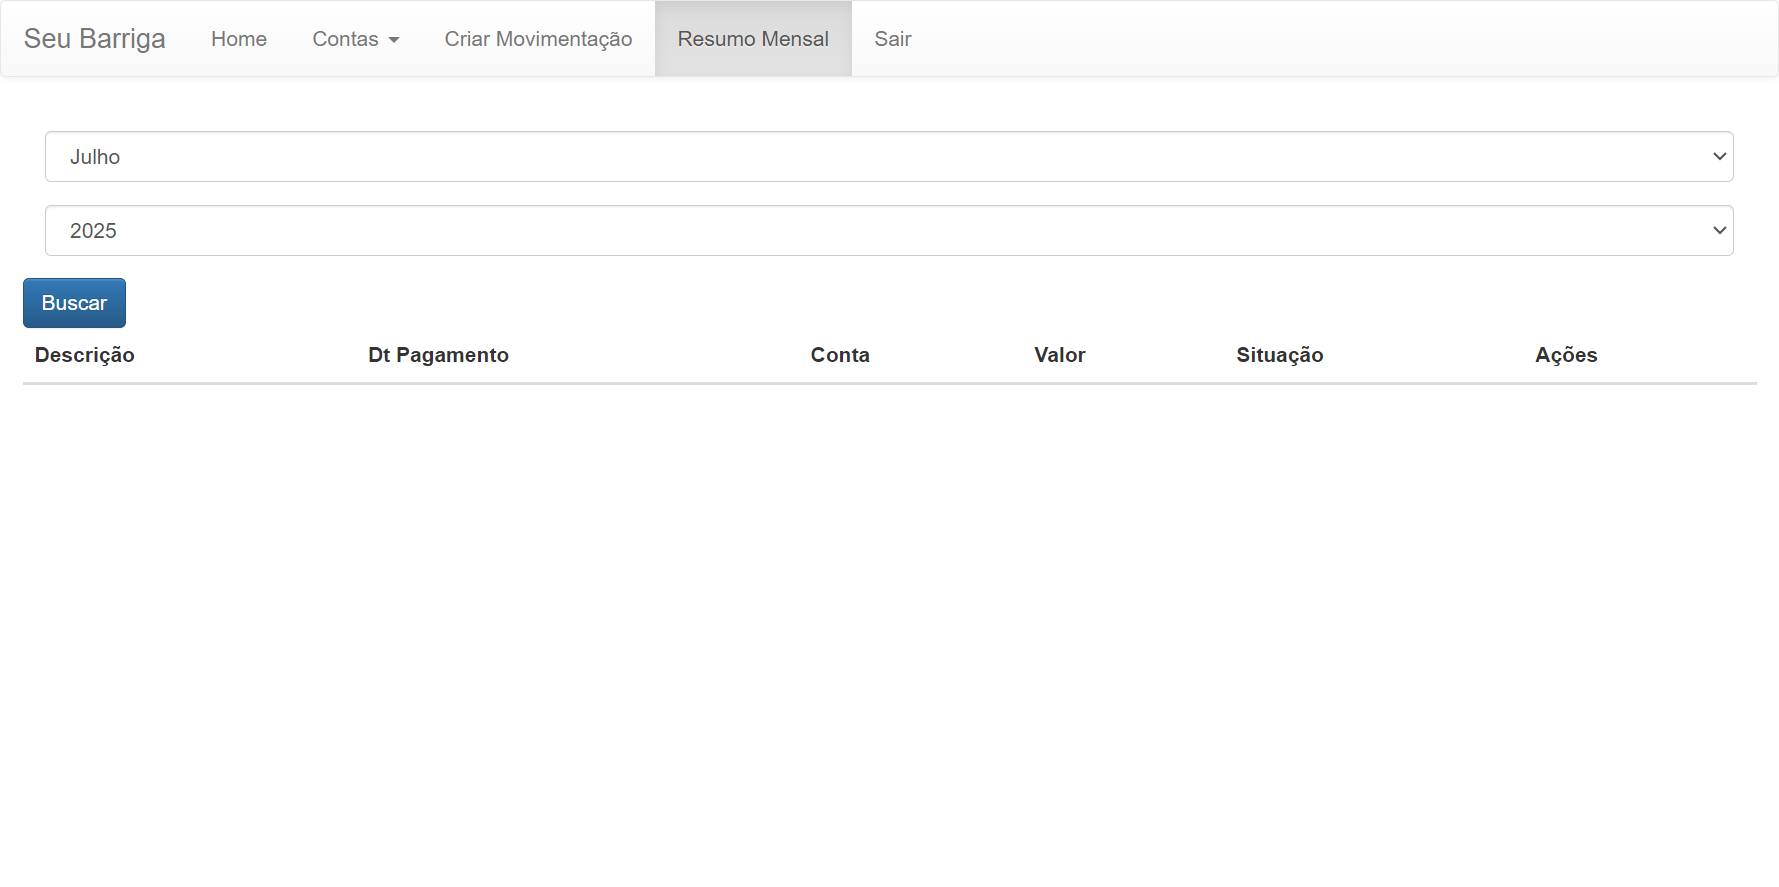 Seu Barriga Home Contas Criar Movimentação Resumo Mensal Sair
Julho
2025
Buscar
Descrição Dt Pagamento Conta Valor Situação Ações